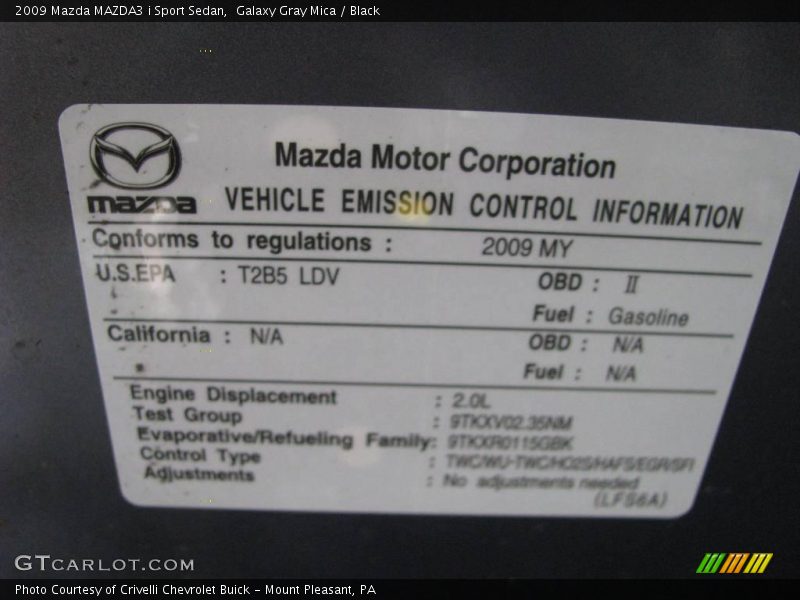 2009 Mazda MAZDA3 i Sport Sedan,  Galaxy Gray Mica / Black
mazda
Mazda Motor Corporation
VEHICLE EMISSION CONTROL INFORMATION
Conforms to regulations : 2009 MY
U.S.EPA : T2B5 LDV OBD : II
Fuel : Gasoline
California : N/A OBD : N/A
Fuel : N/A
Engine Displacement : 2.0L
Test Group : 9TKXV02.35NM
Evaporative/Refueling Family: 9TKXR0115GBK
Control Type : TWC/WU-TWC/HO2S/HAFS/EGR/SFI
Adjustments : No adjustments needed
(LFS6A)
GTCARLOT.COM
Photo Courtesy of Crivelli Chevrolet Buick - Mount Pleasant, PA